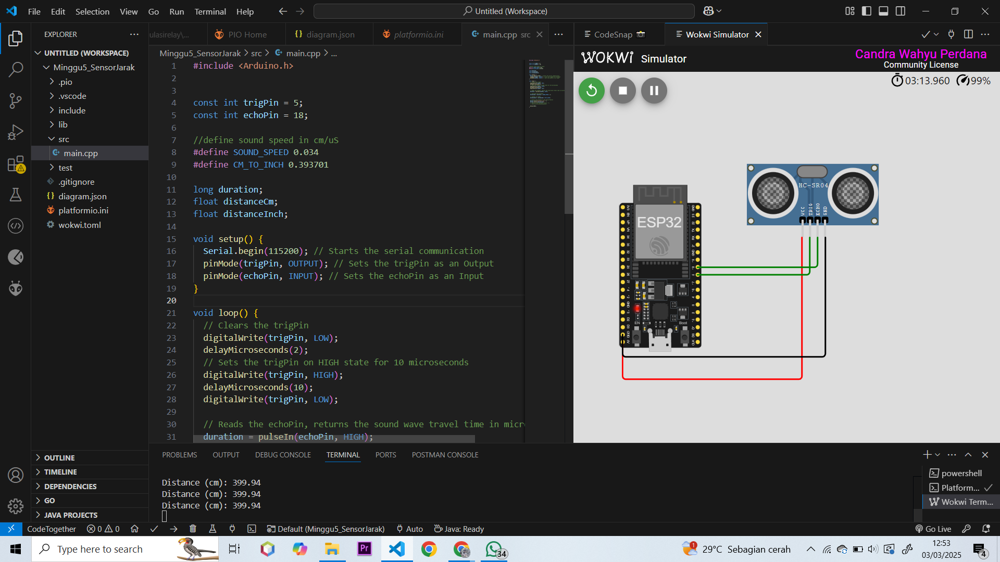 File Edit Selection View Go Run Terminal Help
Untitled (Workspace)
EXPLORER
UNTITLED (WORKSPACE)
Minggu5_SensorJarak
.pio
.vscode
include
lib
src
main.cpp
test
.gitignore
diagram.json
platformio.ini
wokwi.toml
OUTLINE
TIMELINE
DEPENDENCIES
GO
JAVA PROJECTS
ulasirelay\... PIO Home diagram.json platformio.ini main.cpp src
Minggu5_SensorJarak > src > main.cpp > ...
1 #include <Arduino.h>
2
3
4 const int trigPin = 5;
5 const int echoPin = 18;
6
7 //define sound speed in cm/uS
8 #define SOUND_SPEED 0.034
9 #define CM_TO_INCH 0.393701
10
11 long duration;
12 float distanceCm;
13 float distanceInch;
14
15 void setup() {
16 Serial.begin(115200); // Starts the serial communication
17 pinMode(trigPin, OUTPUT); // Sets the trigPin as an Output
18 pinMode(echoPin, INPUT); // Sets the echoPin as an Input
19 }
20
21 void loop() {
22 // Clears the trigPin
23 digitalWrite(trigPin, LOW);
24 delayMicroseconds(2);
25 // Sets the trigPin on HIGH state for 10 microseconds
26 digitalWrite(trigPin, HIGH);
27 delayMicroseconds(10);
28 digitalWrite(trigPin, LOW);
29
30 // Reads the echoPin, returns the sound wave travel time in micr
31 duration = pulseIn(echoPin, HIGH);
CodeSnap Wokwi Simulator
WOKWI Simulator
Candra Wahyu Perdana
Community License
03:13.960 99%
HC-SR04
VCC TRIG ECHO GND
ESP32
EN Boot
PROBLEMS OUTPUT DEBUG CONSOLE TERMINAL PORTS POSTMAN CONSOLE
Distance (cm): 399.94
Distance (cm): 399.94
Distance (cm): 399.94
powershell
Platform...
Wokwi Term...
CodeTogether 0 0 Default (Minggu5_SensorJarak) Auto Java: Ready Go Live
Type here to search
Pr
34
1
29°C Sebagian cerah
12:53
03/03/2025
4